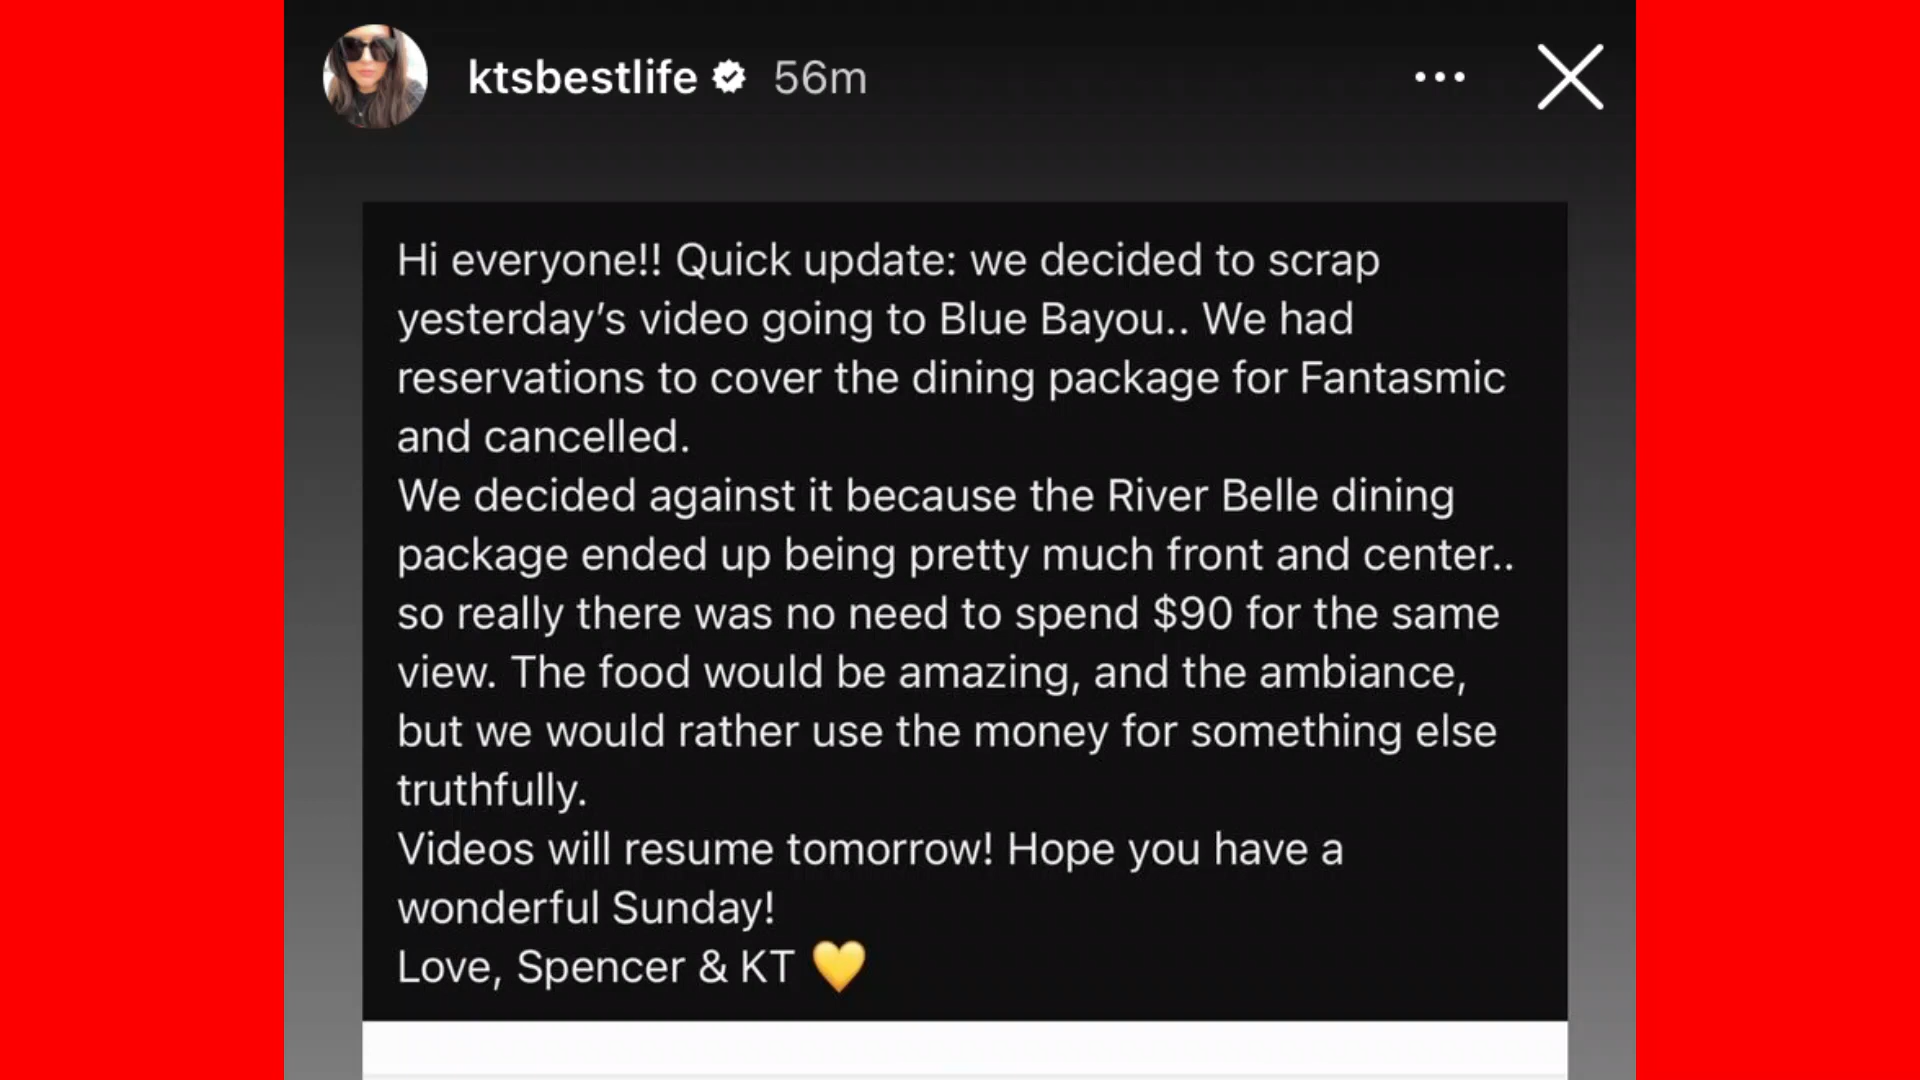 ktsbestlife 56m
Hi everyone!! Quick update: we decided to scrap
yesterday’s video going to Blue Bayou.. We had
reservations to cover the dining package for Fantasmic
and cancelled.
We decided against it because the River Belle dining
package ended up being pretty much front and center..
so really there was no need to spend $90 for the same
view. The food would be amazing, and the ambiance,
but we would rather use the money for something else
truthfully.
Videos will resume tomorrow! Hope you have a
wonderful Sunday!
Love, Spencer & KT 💛